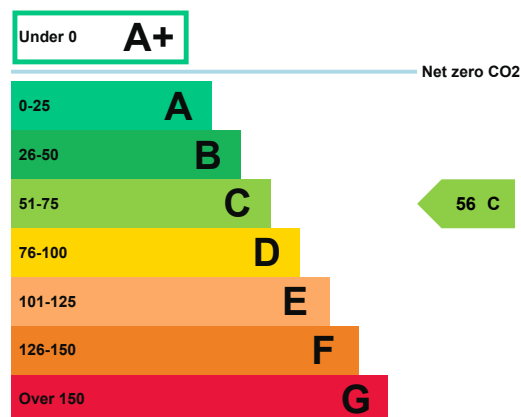 Under 0 A+
Net zero CO2
0-25 A
26-50 B
51-75 C
56 C
76-100 D
101-125 E
126-150 F
Over 150 G